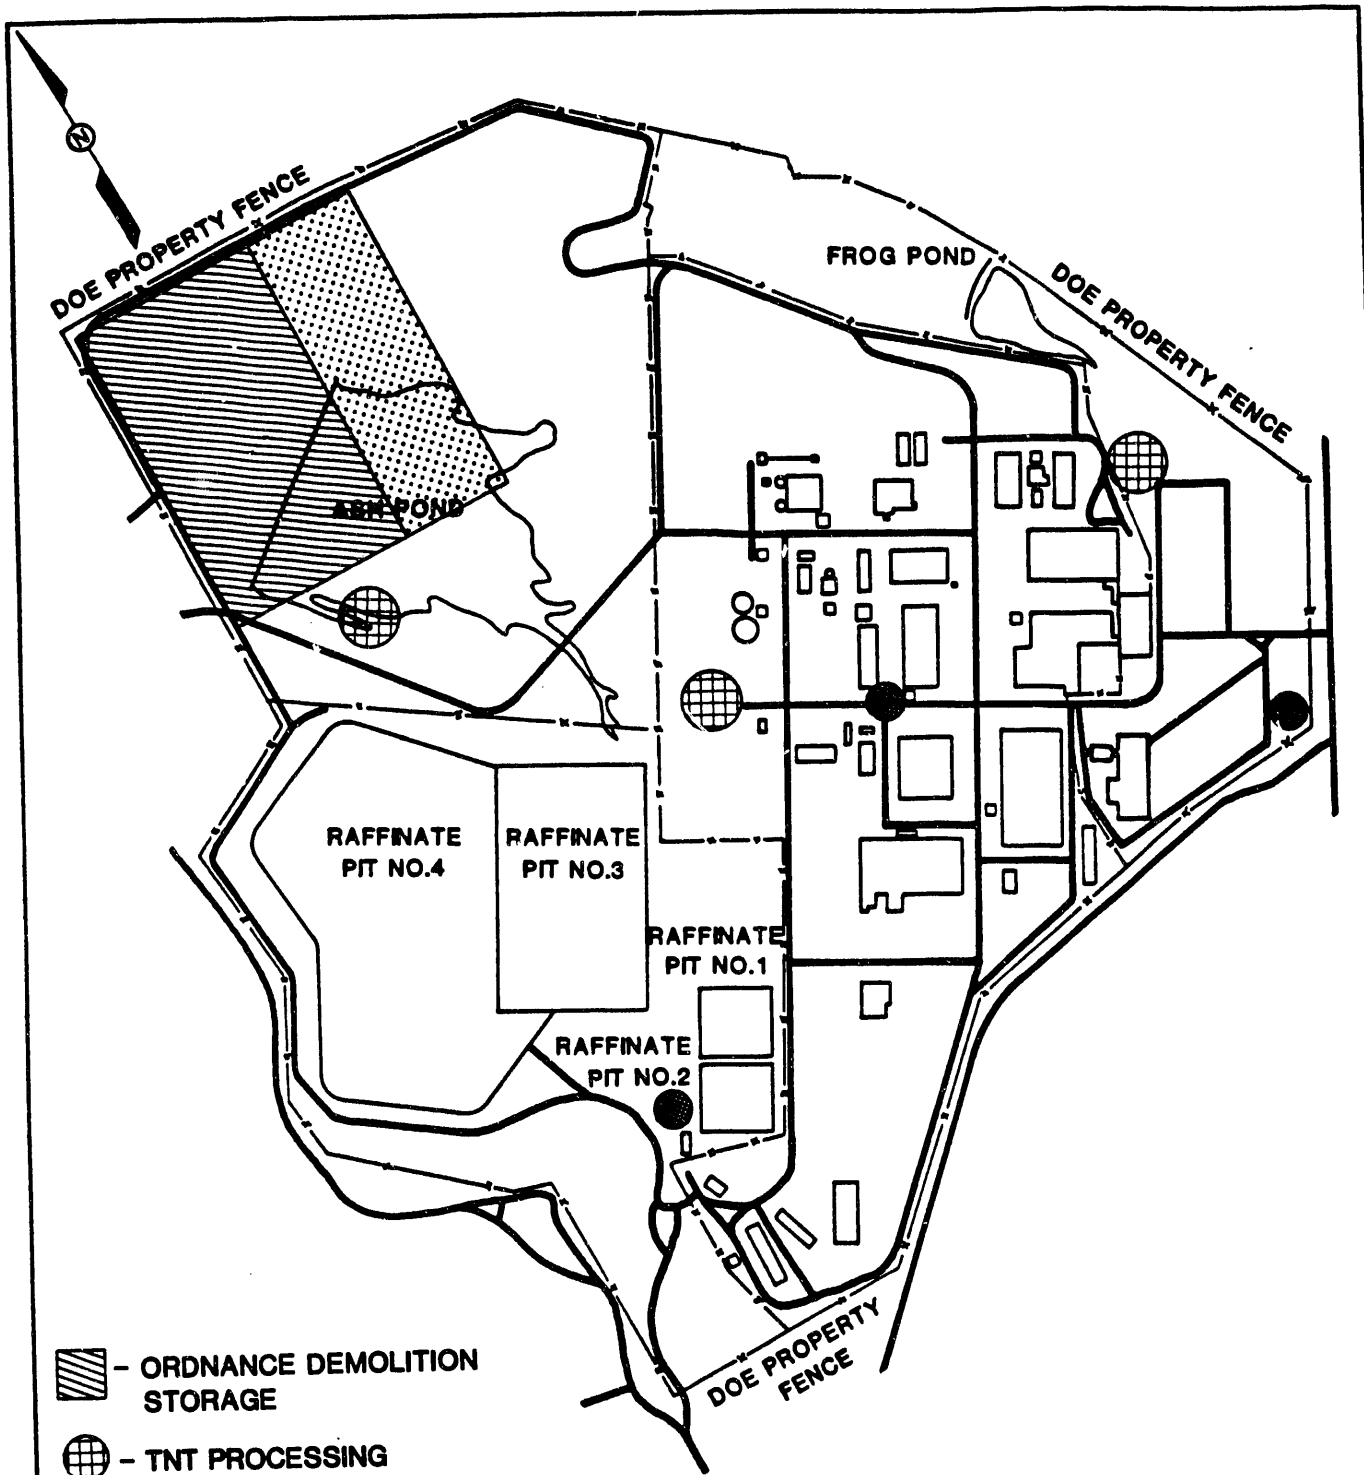 N
DOE PROPERTY FENCE
FROG POND
DOE PROPERTY FENCE
ASH POND
RAFFINATE
PIT NO.4
RAFFINATE
PIT NO.3
RAFFINATE
PIT NO.1
RAFFINATE
PIT NO.2
DOE PROPERTY
FENCE
- ORDNANCE DEMOLITION
STORAGE
- TNT PROCESSING